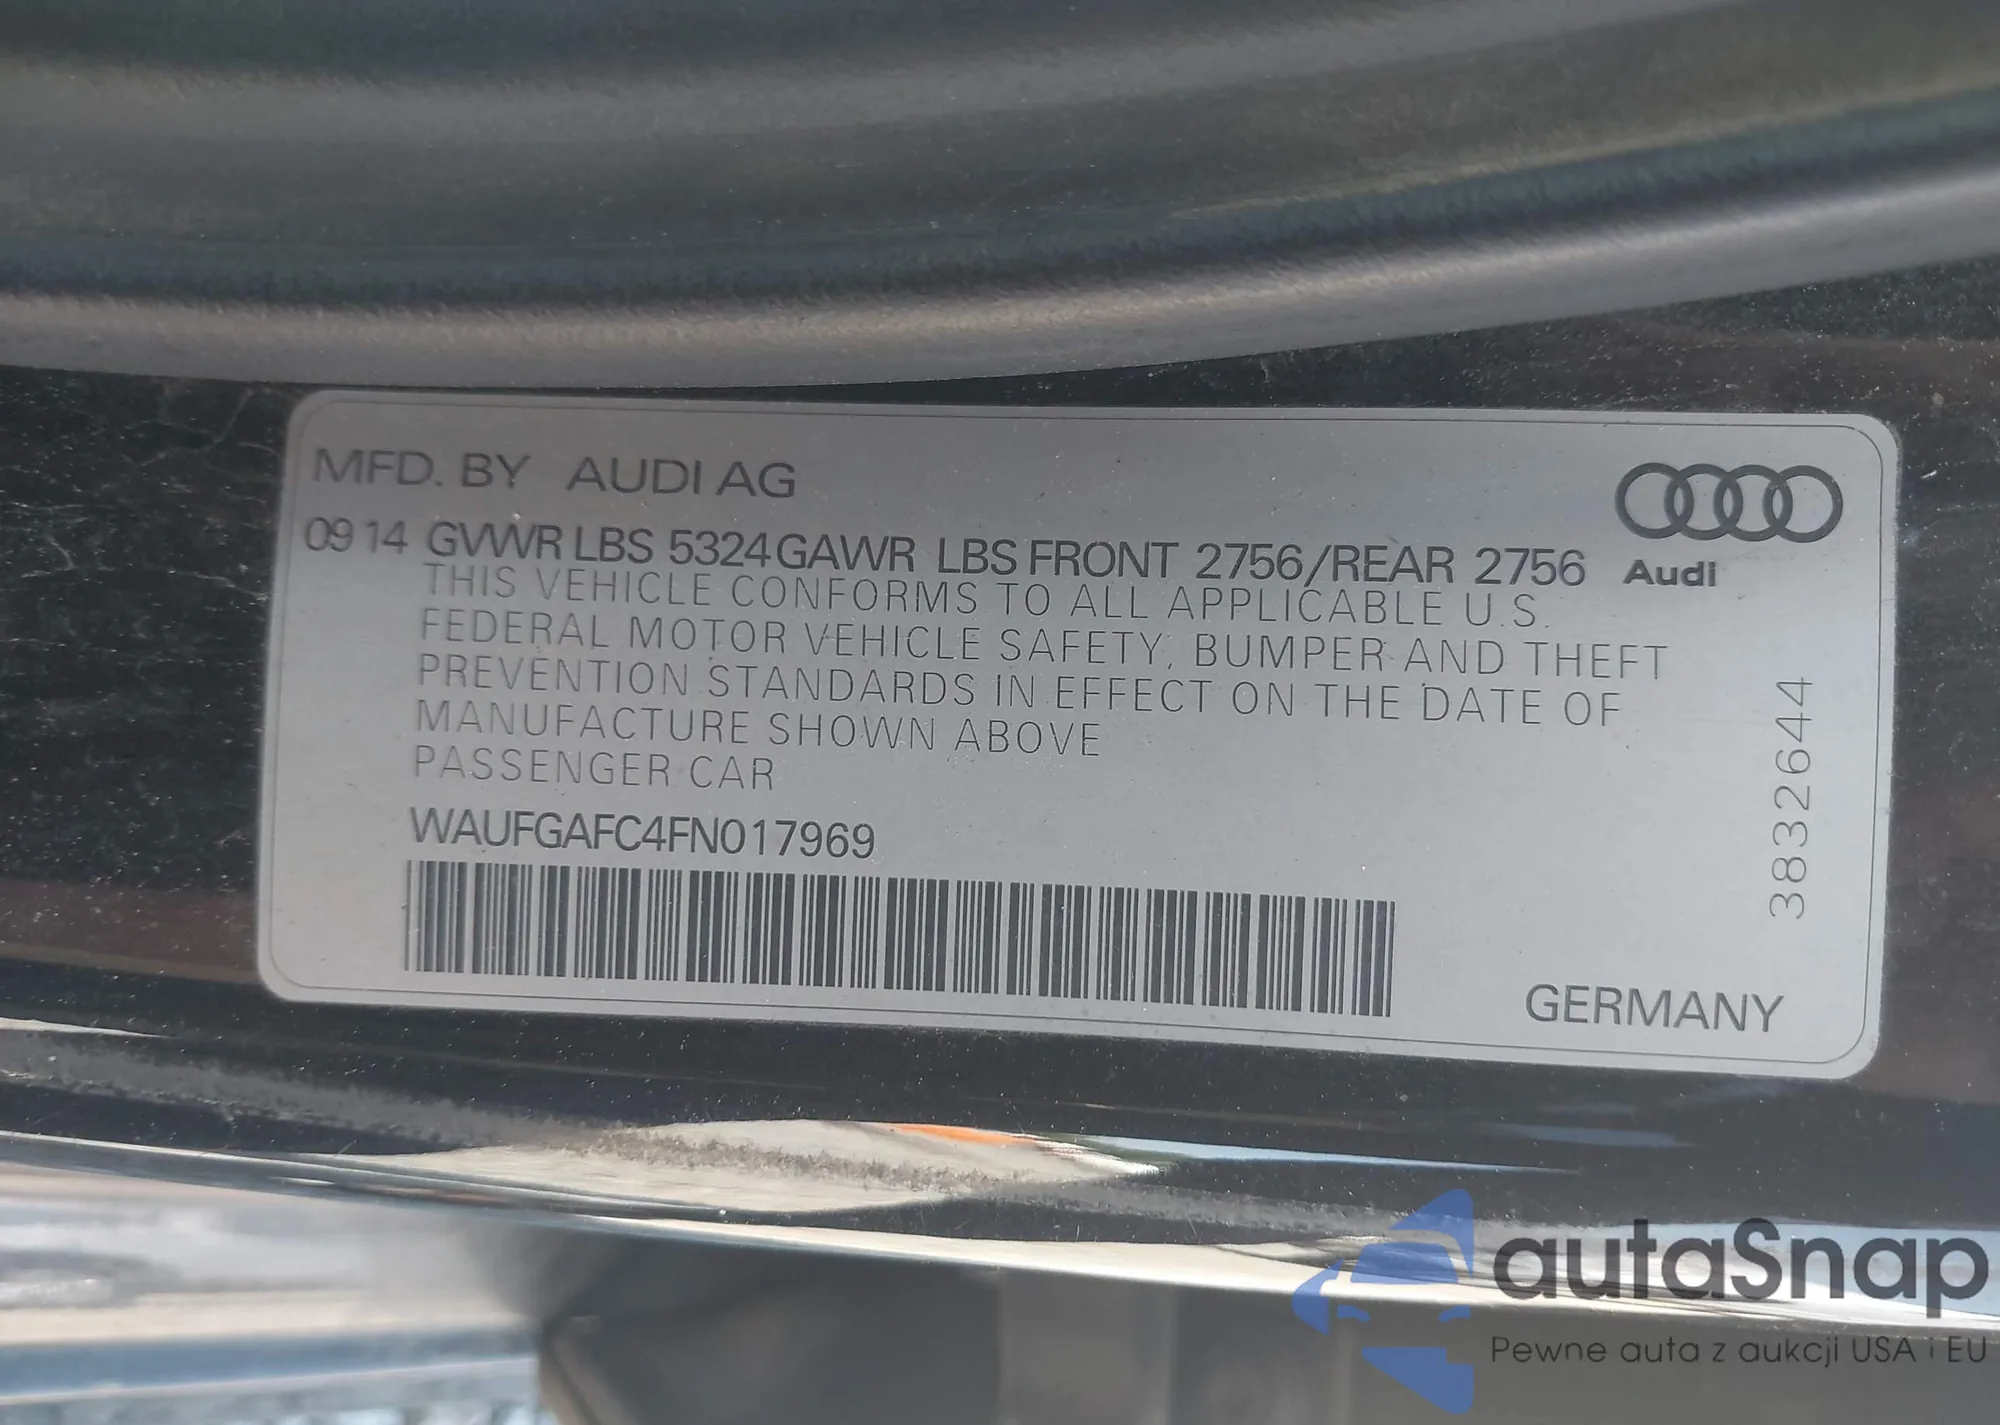 MFD. BY AUDI AG
09 14 GVWR LBS 5324 GAWR LBS FRONT 2756/REAR 2756
Audi
THIS VEHICLE CONFORMS TO ALL APPLICABLE U.S.
FEDERAL MOTOR VEHICLE SAFETY, BUMPER AND THEFT
PREVENTION STANDARDS IN EFFECT ON THE DATE OF
MANUFACTURE SHOWN ABOVE
PASSENGER CAR
WAUFGAFC4FN017969
3832644
GERMANY
autaSnap
Pewne auta z aukcji USA i EU